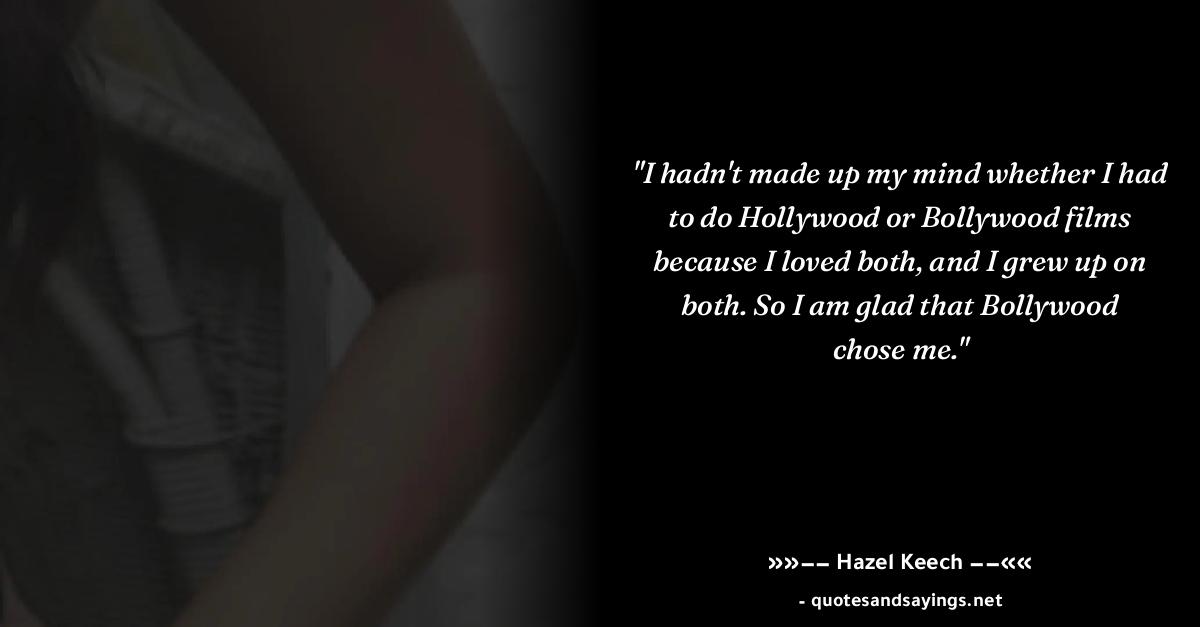 "I hadn't made up my mind whether I had
to do Hollywood or Bollywood films
because I loved both, and I grew up on
both. So I am glad that Bollywood
chose me."
»»—— Hazel Keech ——««
- quotesandsayings.net